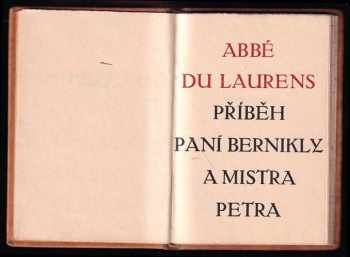 ABBÉ
DU LAURENS
PŘÍBĚH
PANÍ BERNIKLY
A MISTRA
PETRA